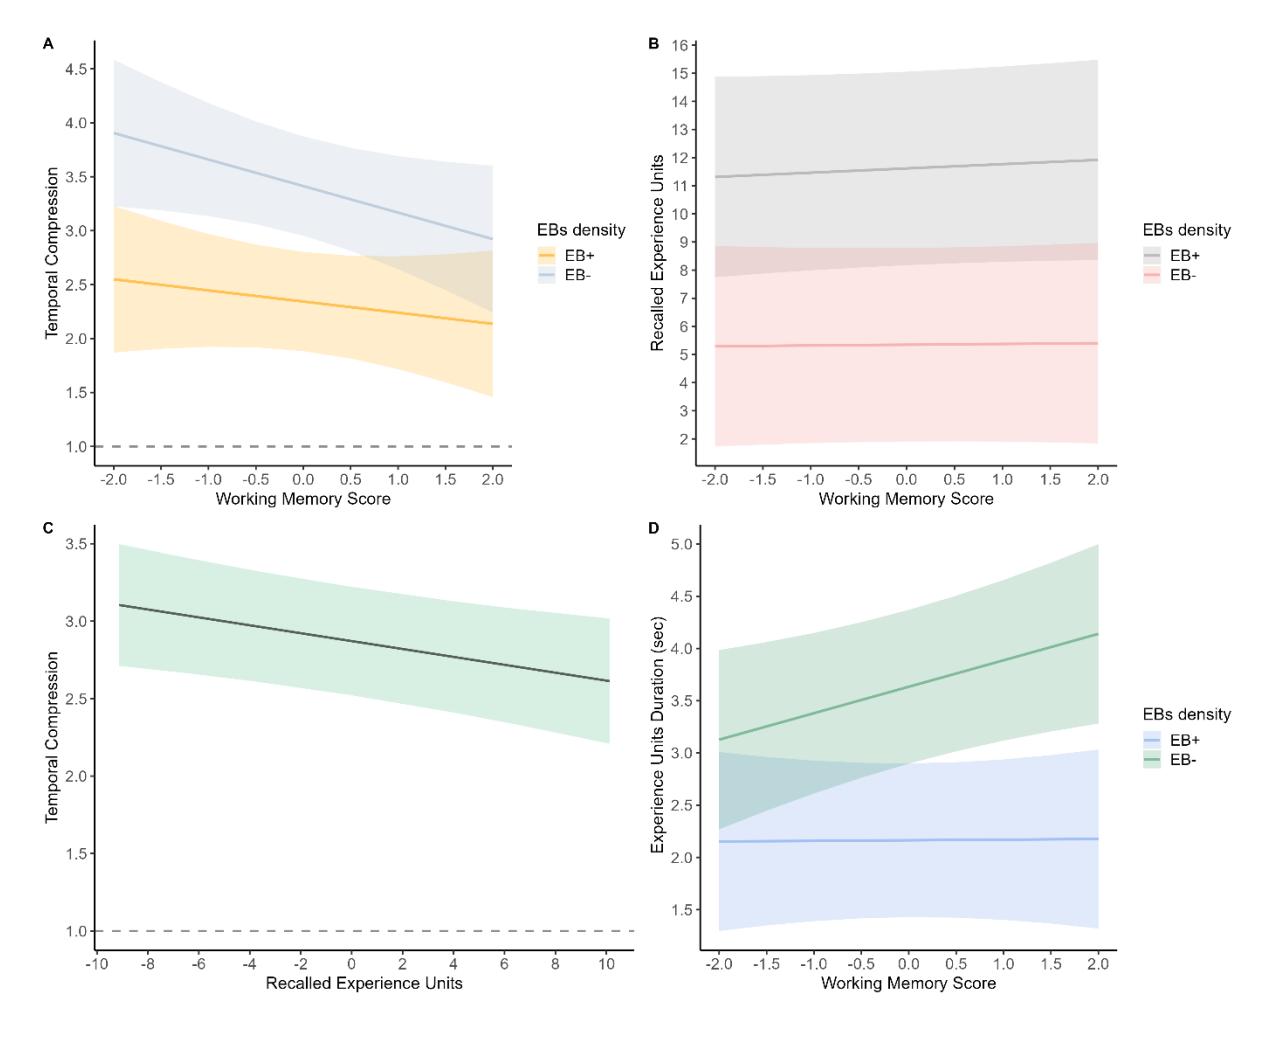 A
Temporal Compression
4.5
4.0
3.5
3.0
2.5
2.0
1.5
1.0
-2.0 -1.5 -1.0 -0.5 0.0 0.5 1.0 1.5 2.0
Working Memory Score
EBs density
EB+
EB-
B
Recalled Experience Units
16
15
14
13
12
11
10
9
8
7
6
5
4
3
2
-2.0 -1.5 -1.0 -0.5 0.0 0.5 1.0 1.5 2.0
Working Memory Score
EBs density
EB+
EB-
C
Temporal Compression
3.5
3.0
2.5
2.0
1.5
1.0
-10 -8 -6 -4 -2 0 2 4 6 8 10
Recalled Experience Units
D
Experience Units Duration (sec)
5.0
4.5
4.0
3.5
3.0
2.5
2.0
1.5
-2.0 -1.5 -1.0 -0.5 0.0 0.5 1.0 1.5 2.0
Working Memory Score
EBs density
EB+
EB-